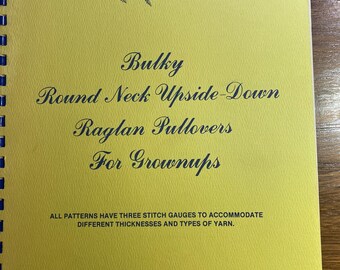 Bulky
Round Neck Upside-Down
Raglan Pullovers
For Grownups
ALL PATTERNS HAVE THREE STITCH GAUGES TO ACCOMMODATE
DIFFERENT THICKNESSES AND TYPES OF YARN.